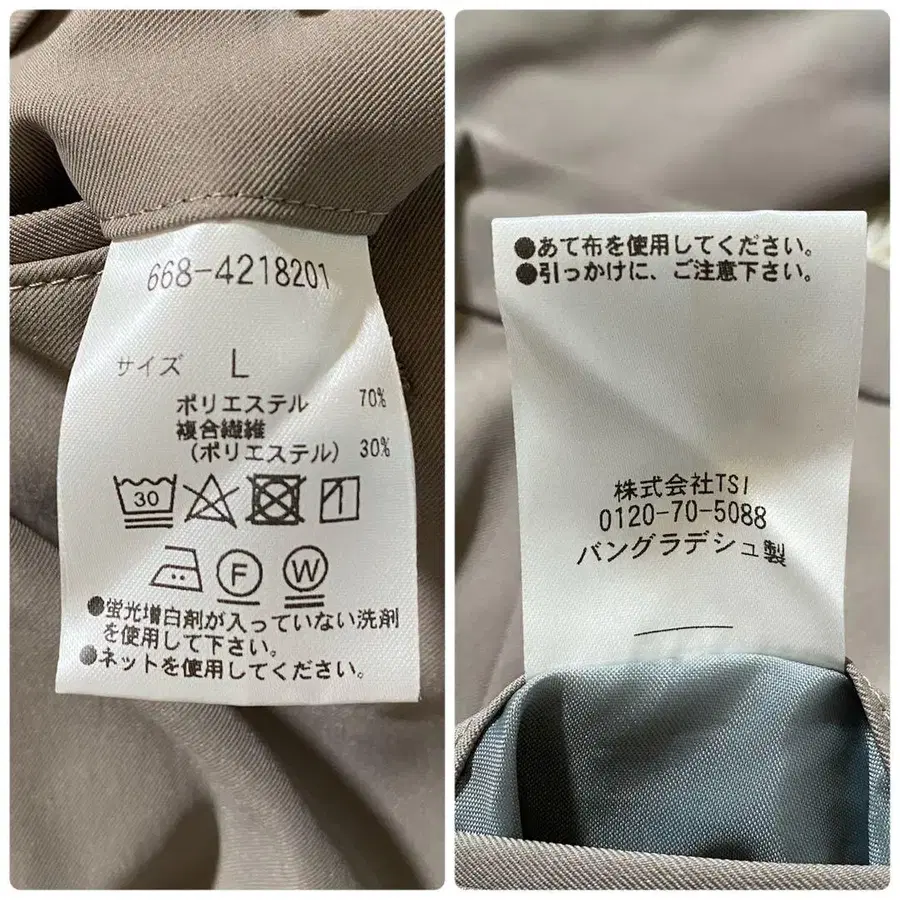 668-4218201
サイズ L
ポリエステル 70%
複合繊維
(ポリエステル) 30%
30
F W
●蛍光増白剤が入っていない洗剤
を使用して下さい。
●ネットを使用してください。
●あて布を使用してください。
●引っかけに、ご注意下さい。
株式会社TSI
0120-70-5088
バングラデシュ製